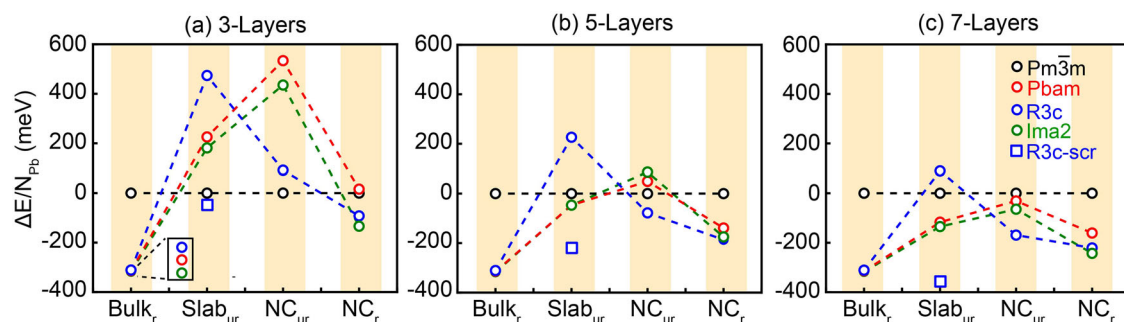 (a) 3-Layers
(b) 5-Layers
(c) 7-Layers
ΔE/N_Pb (meV)
600
400
200
0
-200
-400
Bulk_r
Slab_ur
NC_ur
NC_r
600
400
200
0
-200
-400
Bulk_r
Slab_ur
NC_ur
NC_r
600
400
200
0
-200
-400
Bulk_r
Slab_ur
NC_ur
NC_r
Pm3̅m
Pbam
R3c
Ima2
R3c-scr